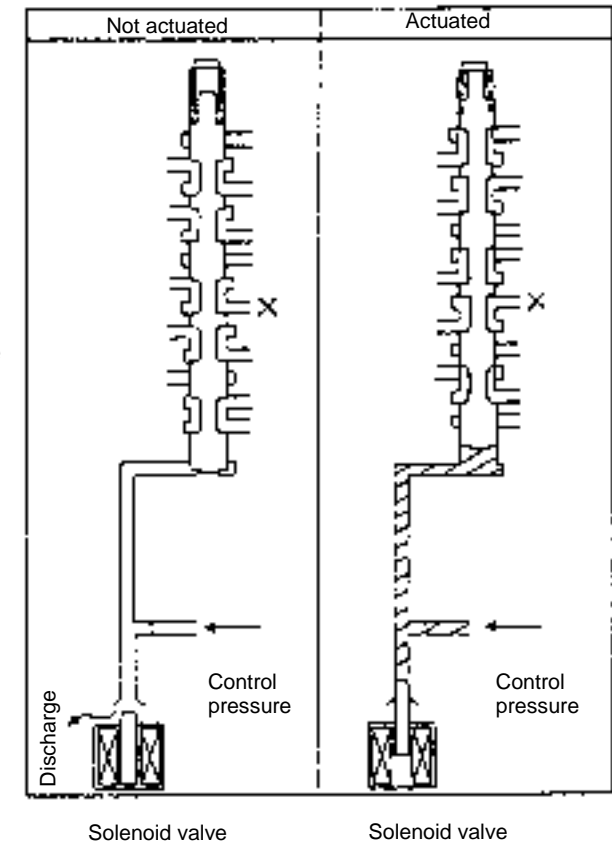 Not actuated
Actuated
X
X
Control
pressure
Control
pressure
Discharge
Solenoid valve
Solenoid valve